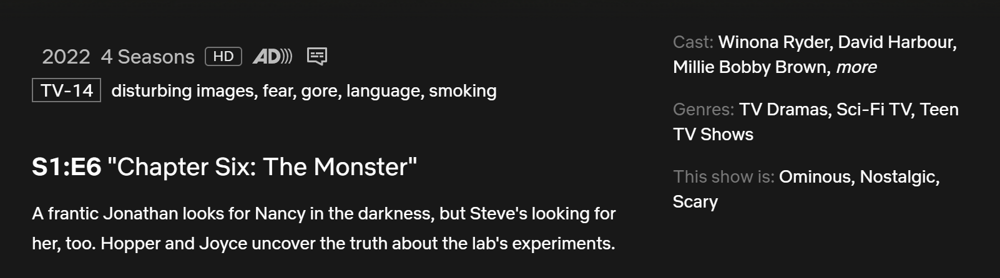 2022 4 Seasons HD AD
TV-14 disturbing images, fear, gore, language, smoking
S1:E6 "Chapter Six: The Monster"
A frantic Jonathan looks for Nancy in the darkness, but Steve's looking for
her, too. Hopper and Joyce uncover the truth about the lab's experiments.
Cast: Winona Ryder, David Harbour,
Millie Bobby Brown, more
Genres: TV Dramas, Sci-Fi TV, Teen
TV Shows
This show is: Ominous, Nostalgic,
Scary